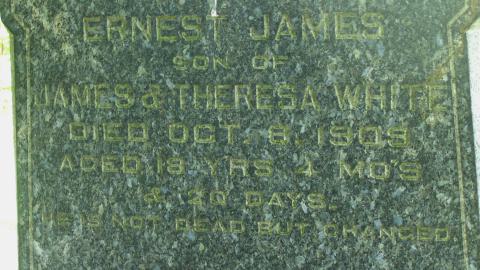 ERNEST JAMES
SON OF
JAMES & THERESA WHITE
DIED OCT. 8, 1909
AGED 18 YRS 4 MO'S
& 20 DAYS.
HE IS NOT DEAD BUT CHANGED.